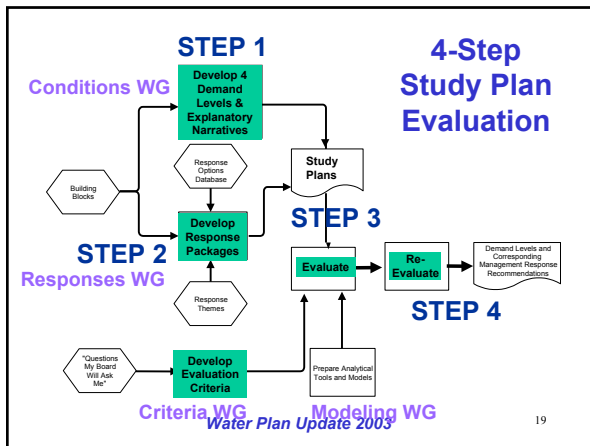 STEP 1
4-Step
Study Plan
Evaluation
Conditions WG
Develop 4
Demand
Levels &
Explanatory
Narratives
Response
Options
Database
Study
Plans
Building
Blocks
STEP 3
Develop
Response
Packages
STEP 2
Responses WG
Evaluate
Re-
Evaluate
Demand Levels and
Corresponding
Management Response
Recommendations
STEP 4
Response
Themes
"Questions
My Board
Will Ask
Me"
Develop
Evaluation
Criteria
Prepare Analytical
Tools and Models
Criteria WG
Modeling WG
Water Plan Update 2003
19